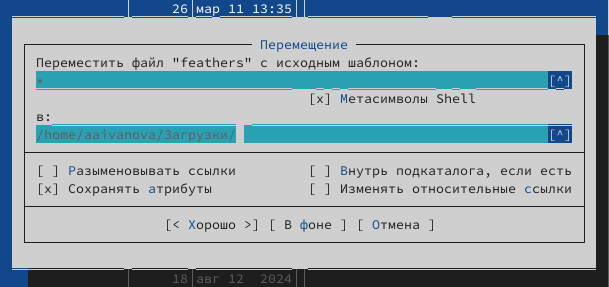 26 мар 11 13:35
Перемещение
Переместить файл "feathers" с исходным шаблоном:
* [^]
[x] Метасимволы Shell
в:
/home/aaivanova/Загрузки/ [^]
[ ] Разыменовывать ссылки [ ] Внутрь подкаталога, если есть
[x] Сохранять атрибуты [ ] Изменять относительные ссылки
[< Хорошо >] [ В фоне ] [ Отмена ]
18 авг 12 2024